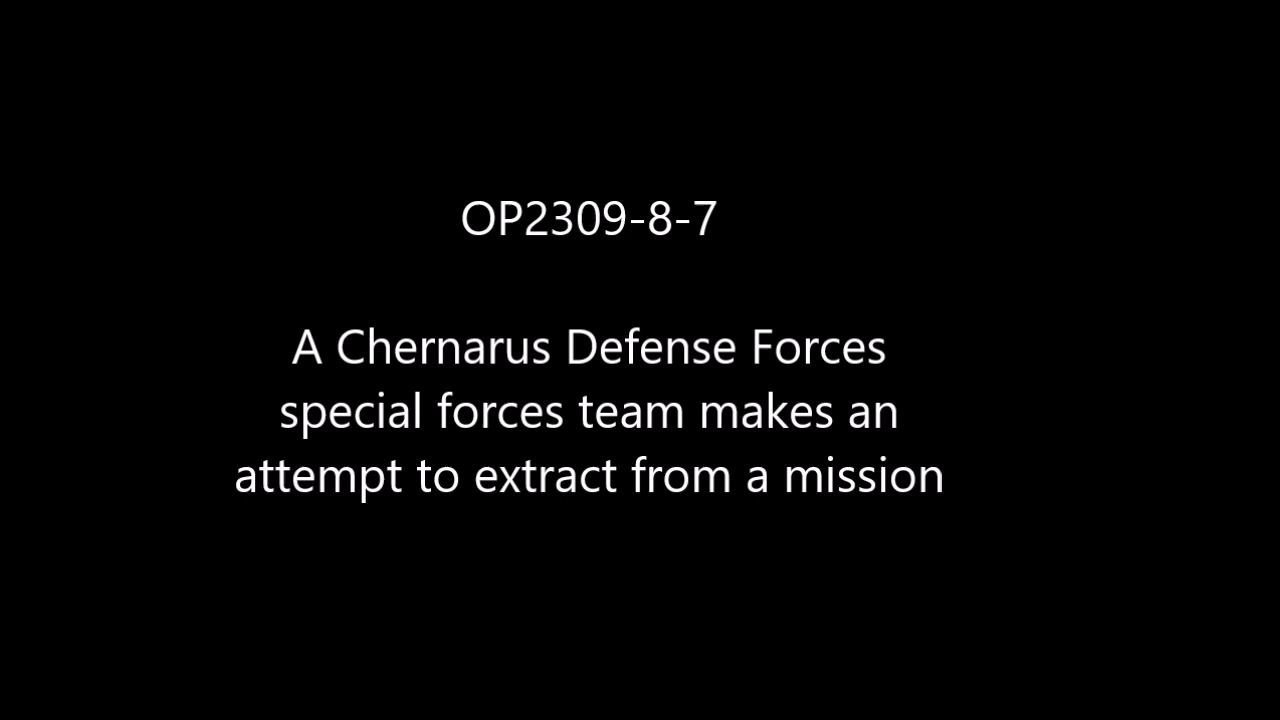 OP2309-8-7
A Chernarus Defense Forces
special forces team makes an
attempt to extract from a mission